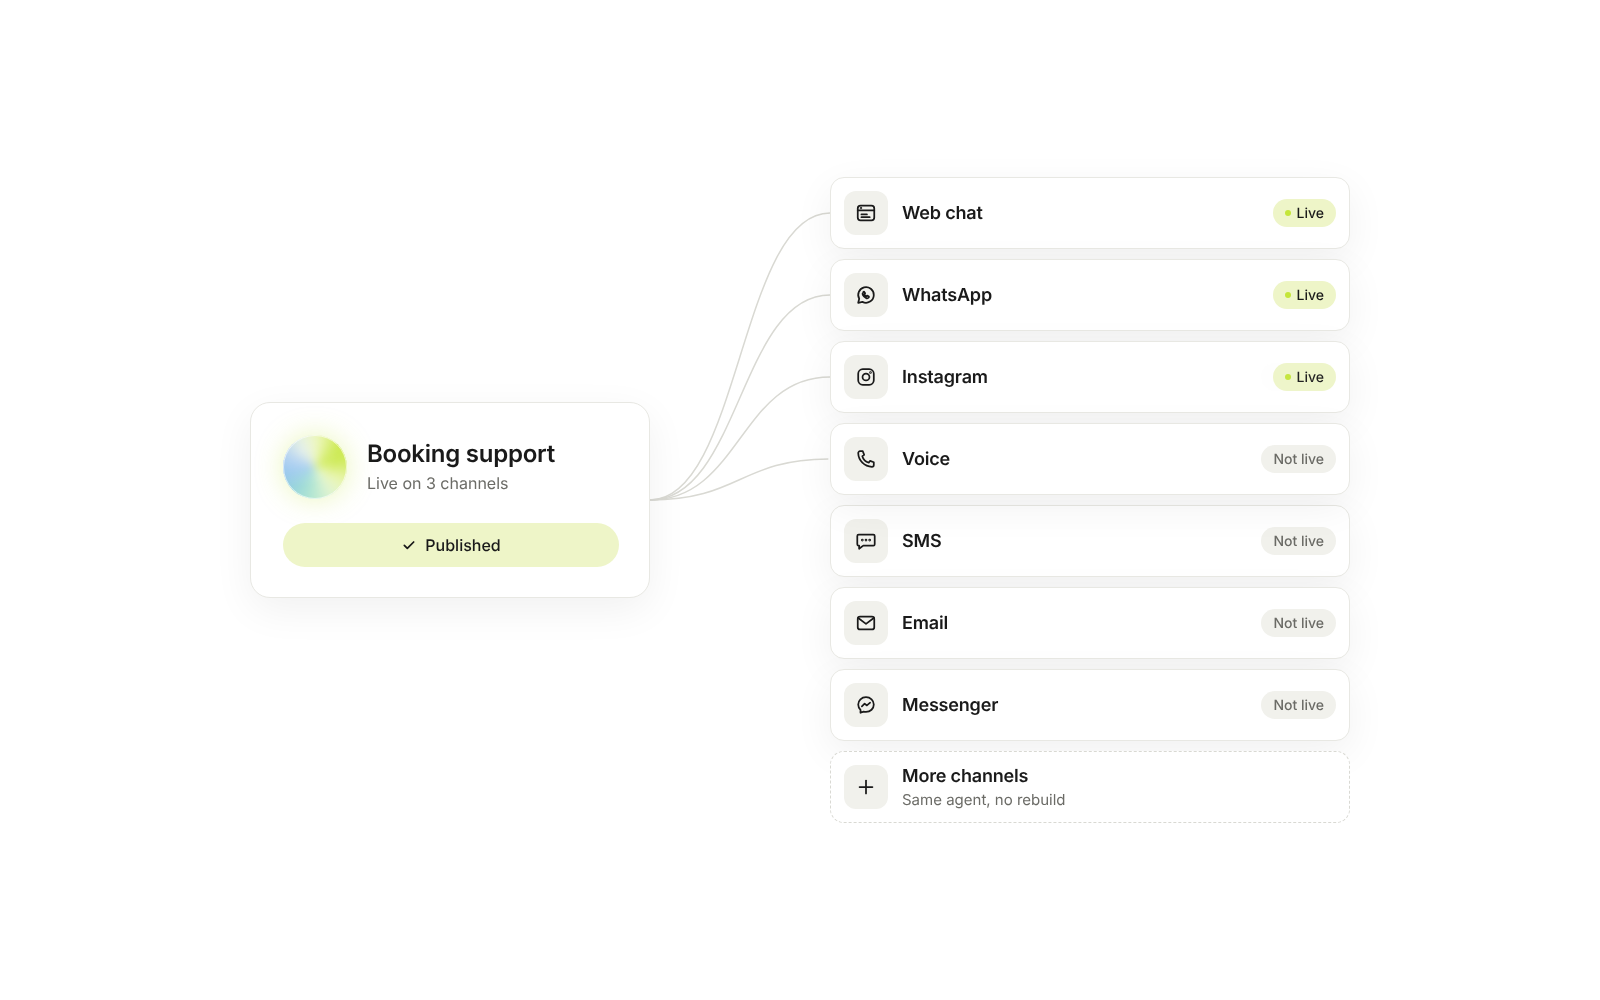 Booking support
Live on 3 channels
Published
Web chat
Live
WhatsApp
Live
Instagram
Live
Voice
Not live
SMS
Not live
Email
Not live
Messenger
Not live
More channels
Same agent, no rebuild